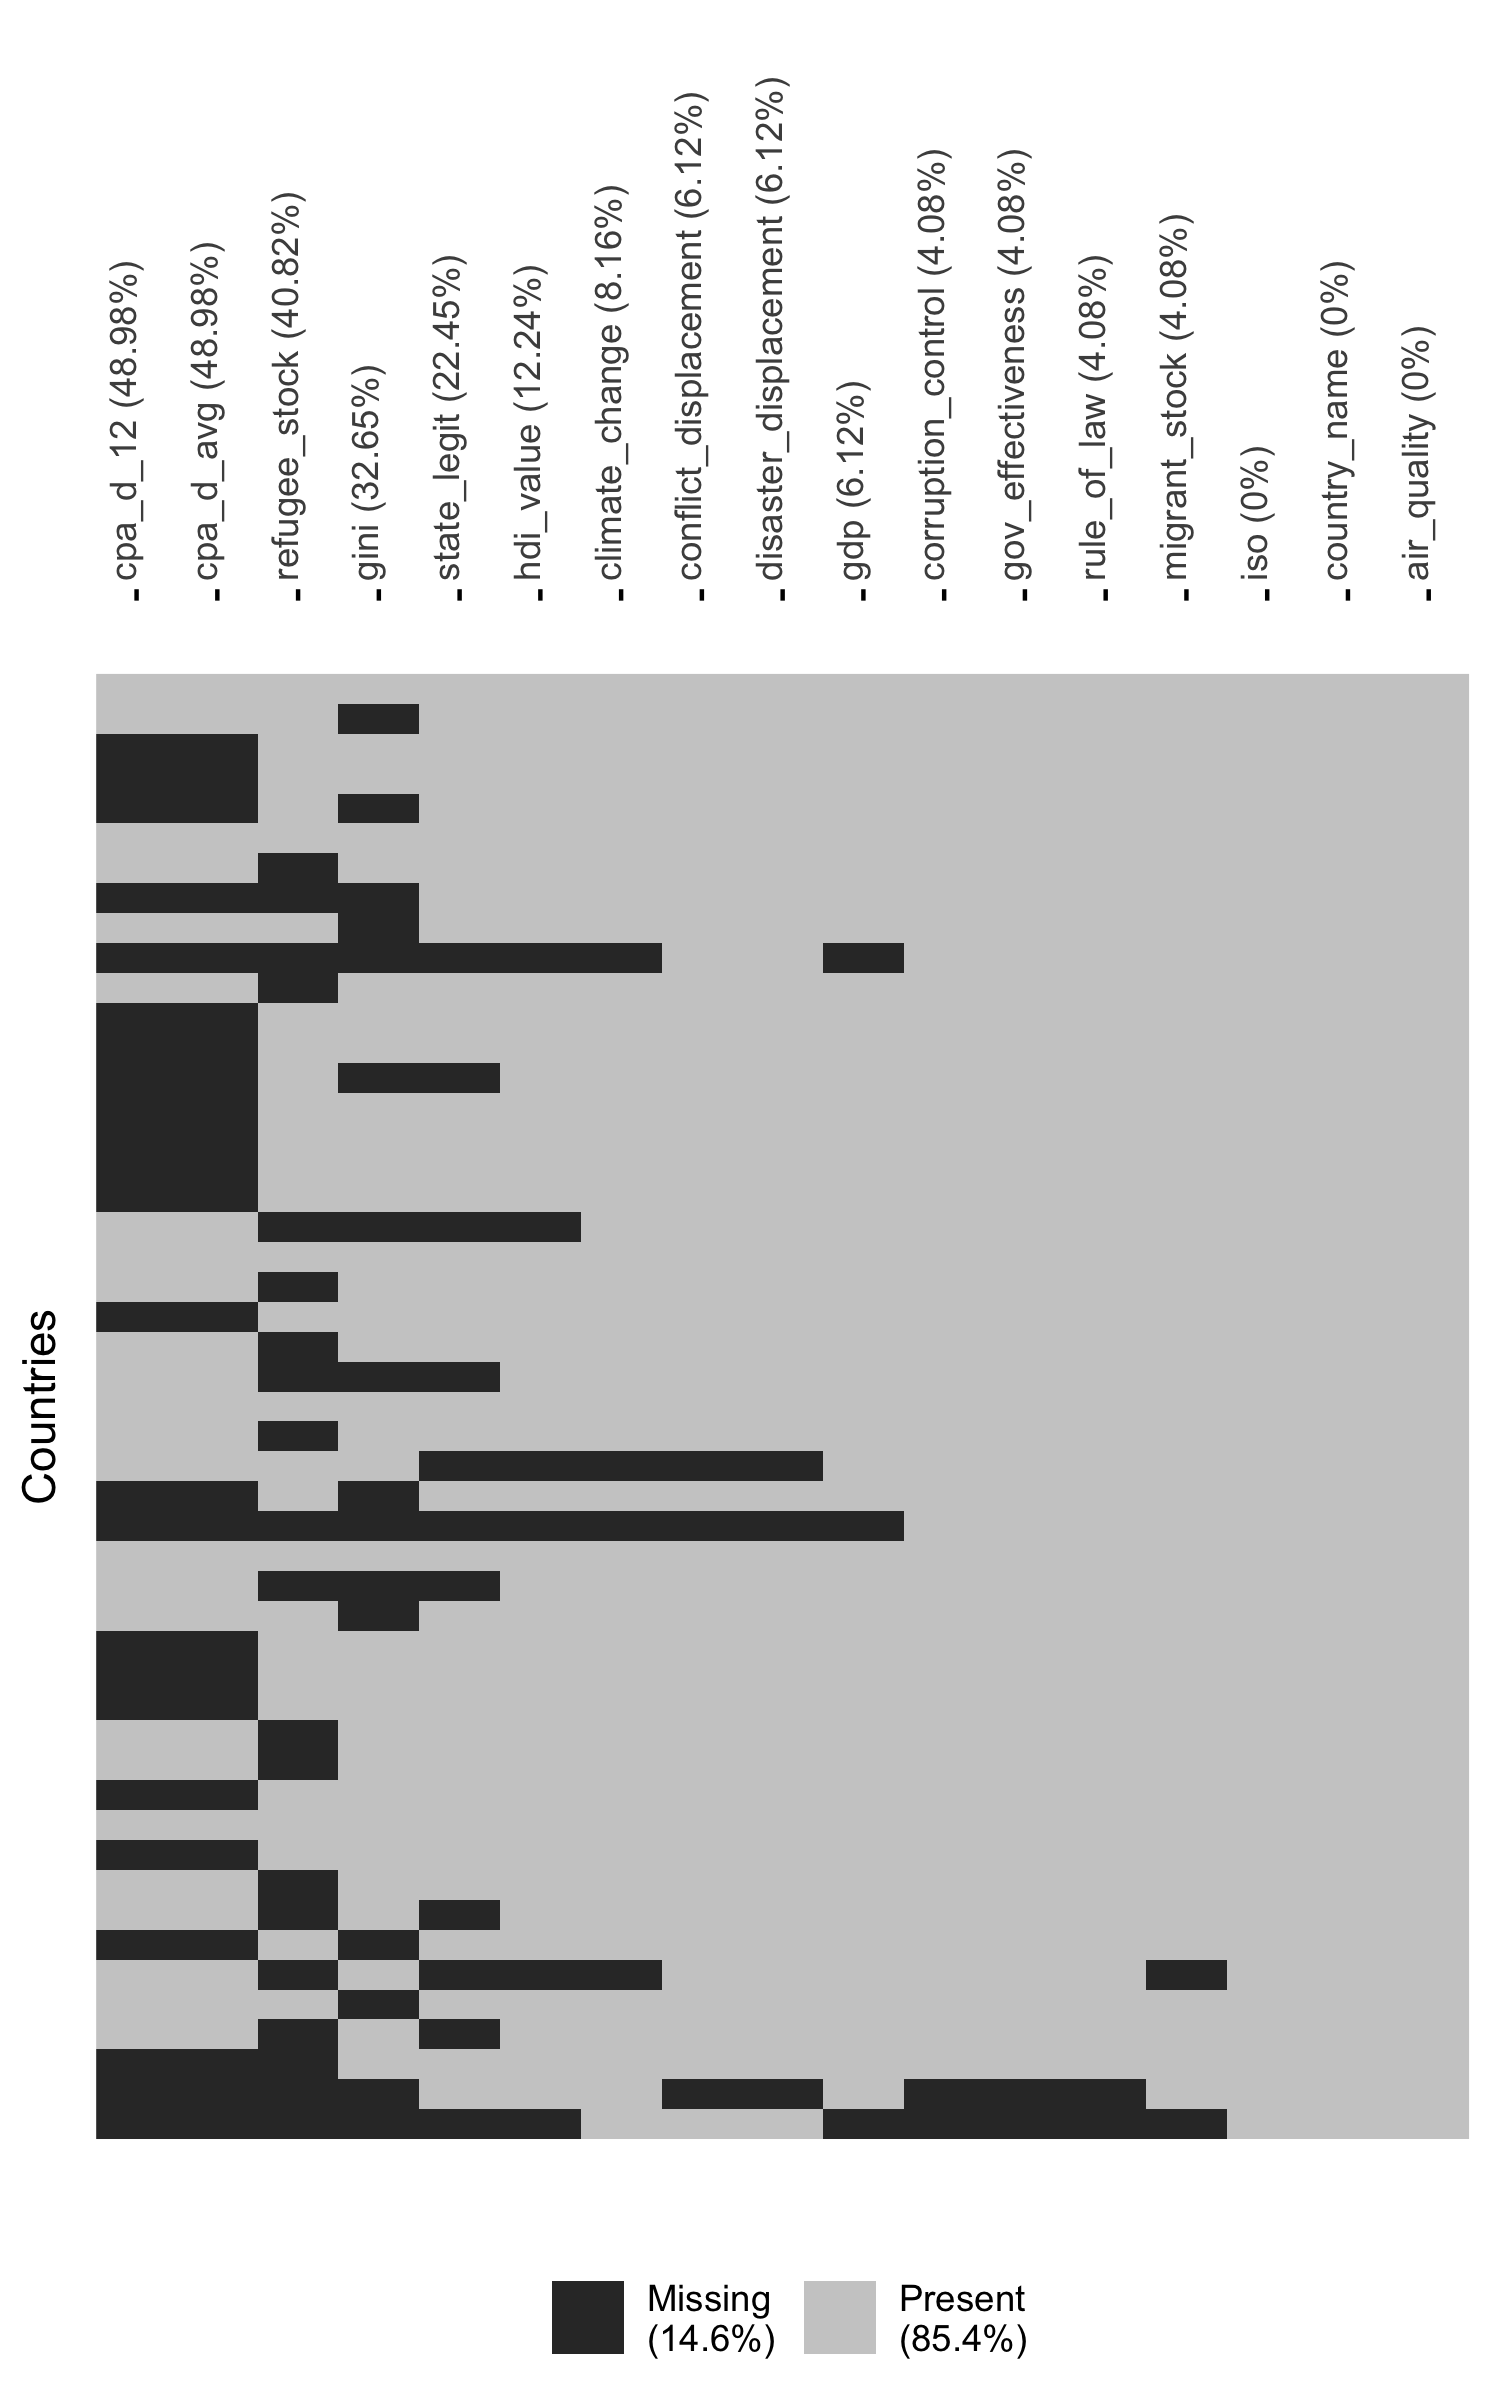 cpa_d_12 (48.98%)
cpa_d_avg (48.98%)
refugee_stock (40.82%)
gini (32.65%)
state_legit (22.45%)
hdi_value (12.24%)
climate_change (8.16%)
conflict_displacement (6.12%)
disaster_displacement (6.12%)
gdp (6.12%)
corruption_control (4.08%)
gov_effectiveness (4.08%)
rule_of_law (4.08%)
migrant_stock (4.08%)
iso (0%)
country_name (0%)
air_quality (0%)
Countries
Missing
(14.6%)
Present
(85.4%)